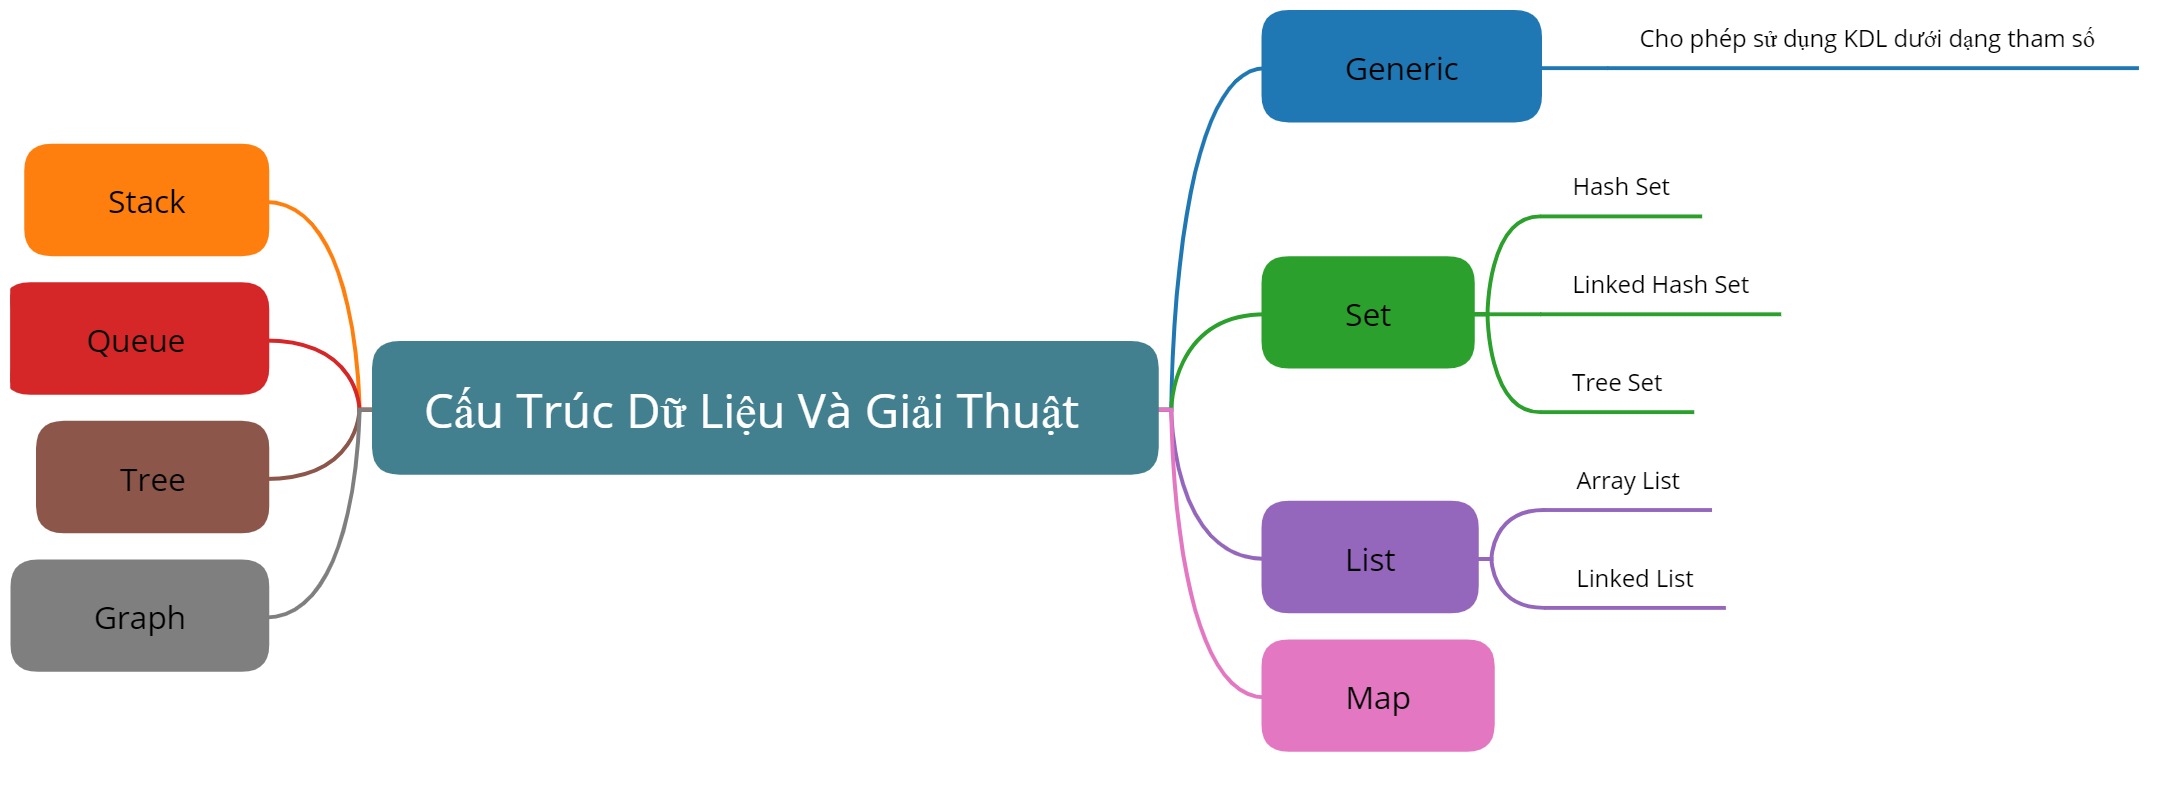 Cấu Trúc Dữ Liệu Và Giải Thuật
Generic
Cho phép sử dụng KDL dưới dạng tham số
Set
Hash Set
Linked Hash Set
Tree Set
List
Array List
Linked List
Map
Stack
Queue
Tree
Graph